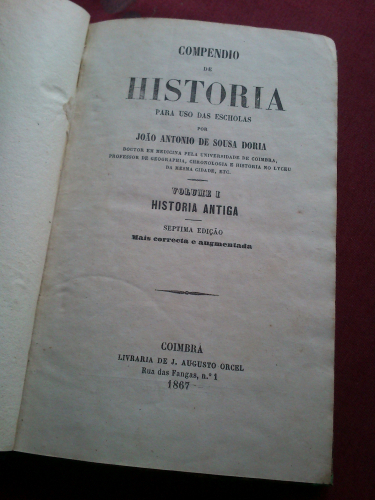 COMPENDIO
DE
HISTORIA
PARA USO DAS ESCHOLAS
POR
JOÃO ANTONIO DE SOUSA DORIA
DOCTOR EM MEDICINA PELA UNIVERSIDADE DE COIMBRA,
PROFESSOR DE GEOGRAPHIA, CHRONOLOGIA E HISTORIA NO LYCEU
DA MESMA CIDADE, ETC.
VOLUME I
HISTORIA ANTIGA
SEPTIMA EDIÇÃO
Mais correcta e augmentada
COIMBRA
LIVRARIA DE J. AUGUSTO ORCEL
Rua das Fangas, n.º 1
1867